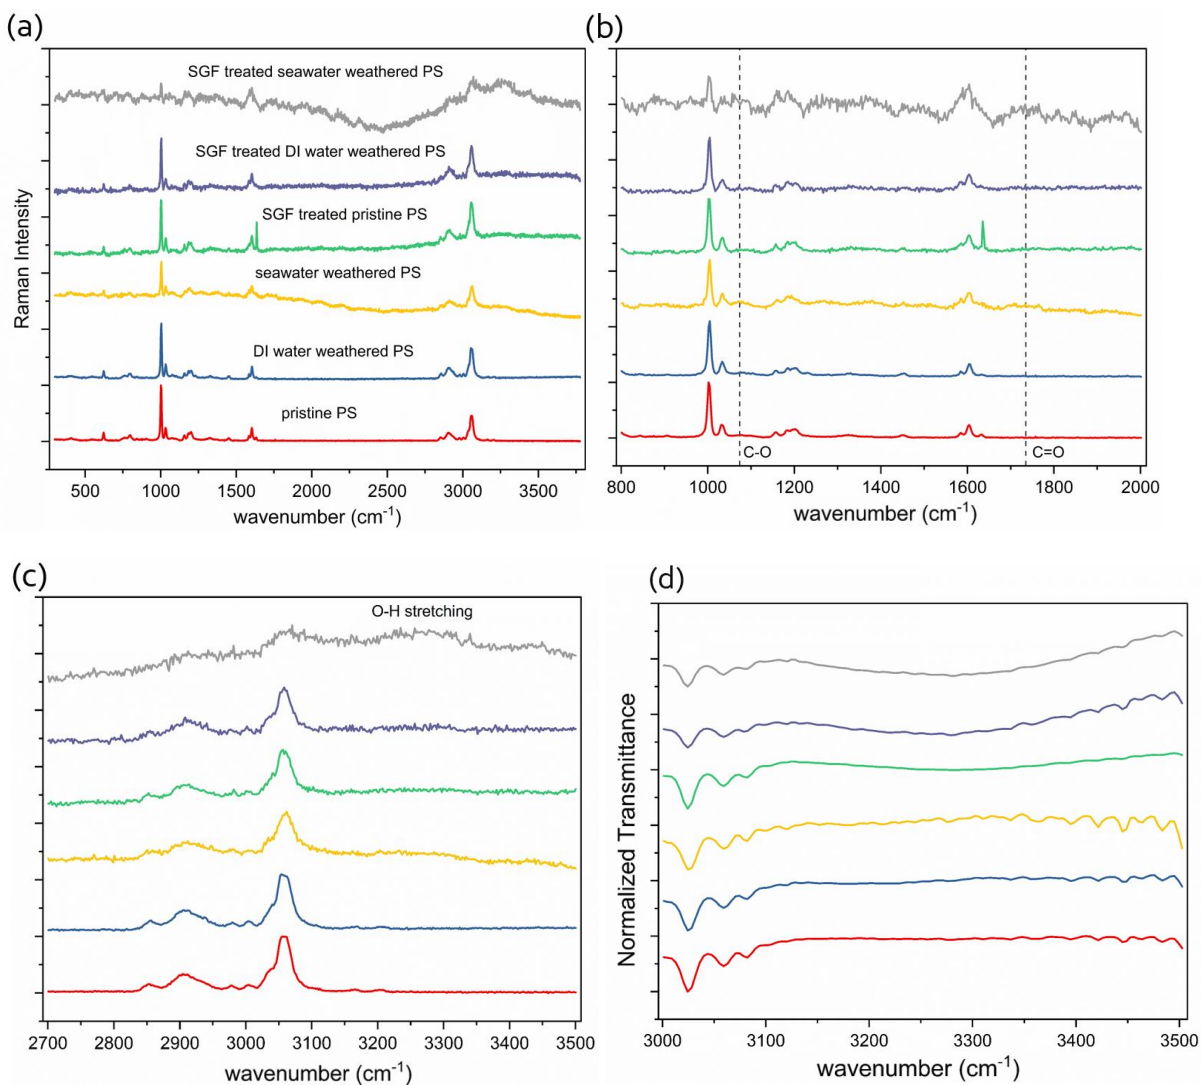 (a)
Raman Intensity
SGF treated seawater weathered PS
SGF treated DI water weathered PS
SGF treated pristine PS
seawater weathered PS
DI water weathered PS
pristine PS
500 1000 1500 2000 2500 3000 3500
wavenumber (cm-1)
(b)
C-O
C=O
800 1000 1200 1400 1600 1800 2000
wavenumber (cm-1)
(c)
O-H stretching
2700 2800 2900 3000 3100 3200 3300 3400 3500
wavenumber (cm-1)
(d)
Normalized Transmittance
3000 3100 3200 3300 3400 3500
wavenumber (cm-1)